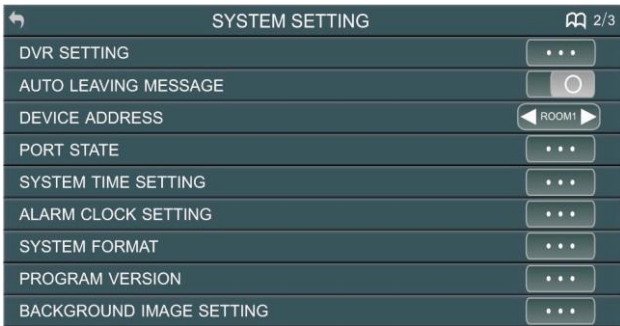 SYSTEM SETTING 2/3
DVR SETTING ...
AUTO LEAVING MESSAGE
DEVICE ADDRESS ROOM1
PORT STATE ...
SYSTEM TIME SETTING ...
ALARM CLOCK SETTING ...
SYSTEM FORMAT ...
PROGRAM VERSION ...
BACKGROUND IMAGE SETTING ...